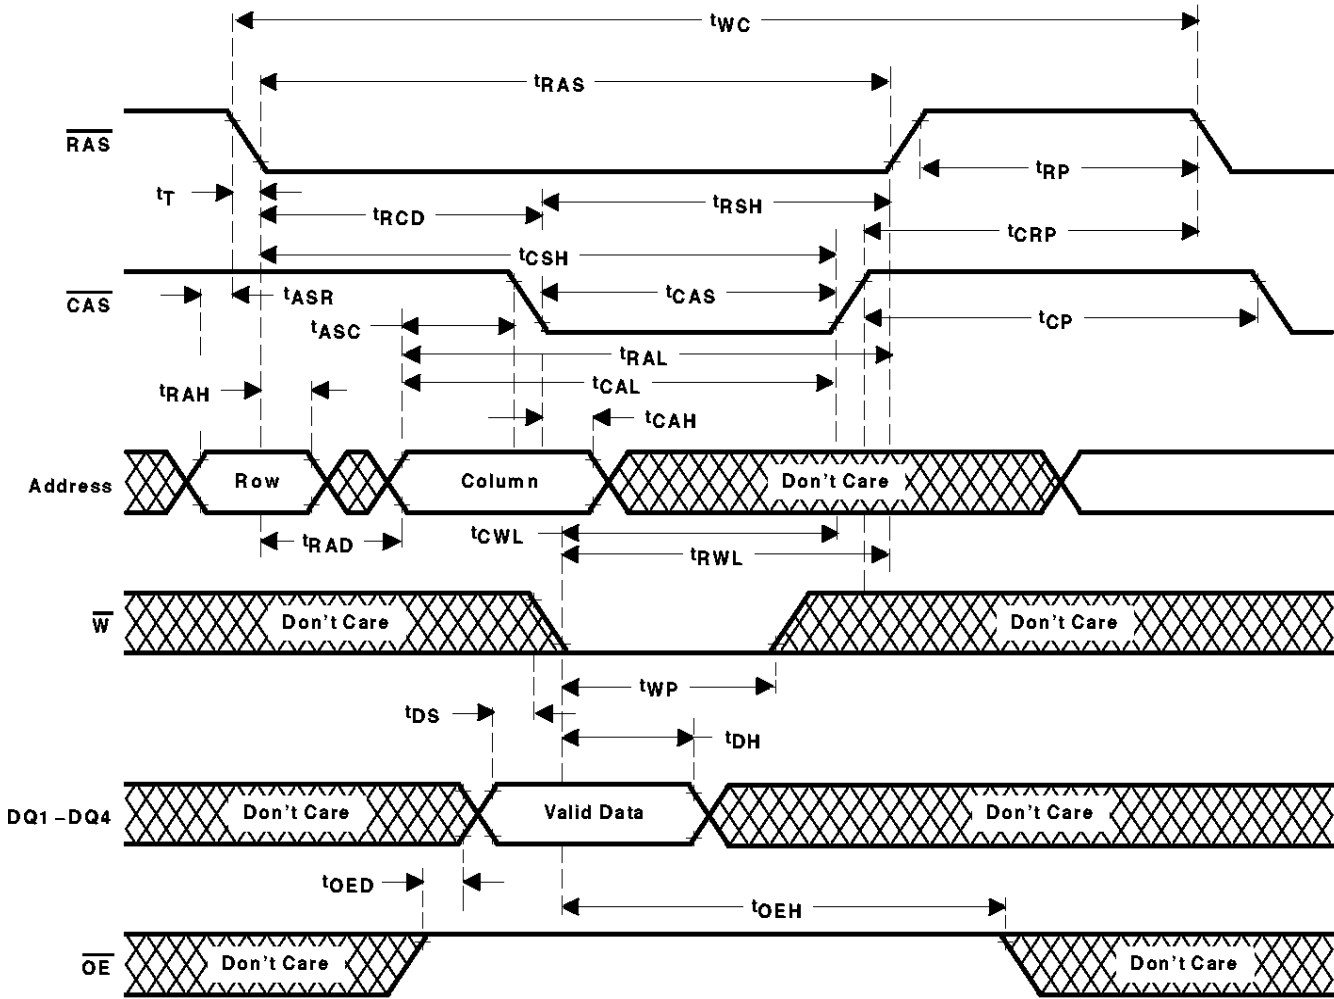 tWC
tRAS
RAS
tRP
tT
tRCD
tRSH
tCRP
tCSH
CAS
tASR
tCAS
tASC
tCP
tRAL
tRAH
tCAL
tCAH
Address
Row
Column
Don't Care
tRAD
tCWL
tRWL
W
Don't Care
Don't Care
tWP
tDS
tDH
DQ1–DQ4
Don't Care
Valid Data
Don't Care
tOED
tOEH
OE
Don't Care
Don't Care